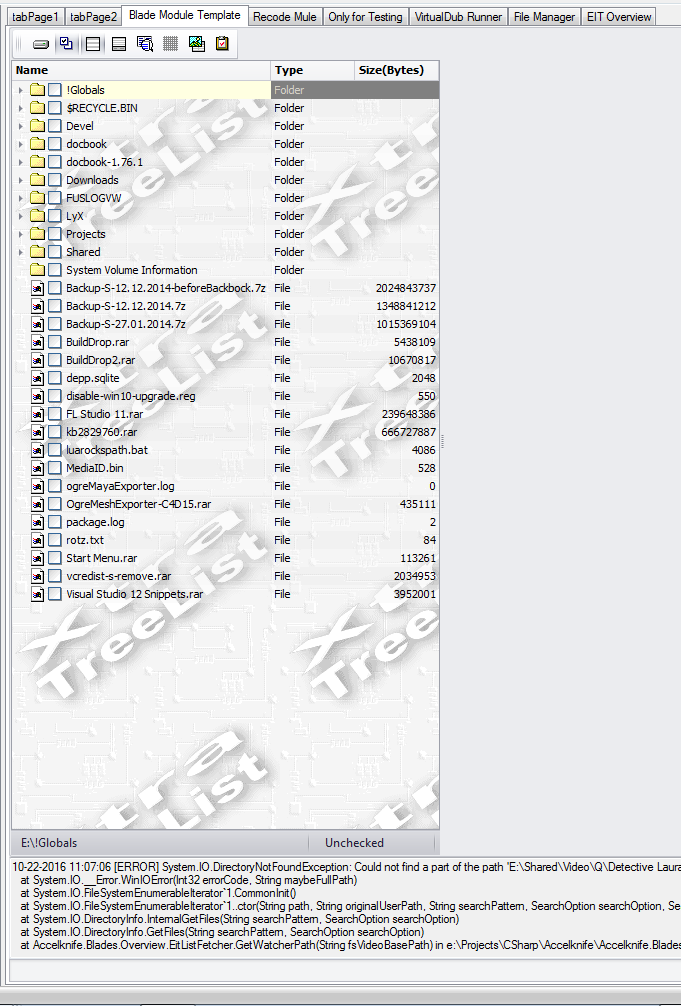 tabPage1 tabPage2 Blade Module Template Recode Mule Only for Testing VirtualDub Runner File Manager EIT Overview
Name Type Size(Bytes)
!Globals Folder
$RECYCLE.BIN Folder
Devel Folder
docbook Folder
docbook-1.76.1 Folder
Downloads Folder
FUSLOGVW Folder
LyX Folder
Projects Folder
Shared Folder
System Volume Information Folder
Backup-S-12.12.2014-beforeBackbock.7z File 2024843737
Backup-S-12.12.2014.7z File 1348841212
Backup-S-27.01.2014.7z File 1015369104
BuildDrop.rar File 5438109
BuildDrop2.rar File 10670817
depp.sqlite File 2048
disable-win10-upgrade.reg File 550
FL Studio 11.rar File 239648386
kb2829760.rar File 666727887
luarockspath.bat File 4086
MediaID.bin File 528
ogreMayaExporter.log File 0
OgreMeshExporter-C4D15.rar File 435111
package.log File 2
rotz.txt File 84
Start Menu.rar File 113261
vcredist-s-remove.rar File 2034953
Visual Studio 12 Snippets.rar File 3952001
Xtra TreeList
E:\!Globals Unchecked
10-22-2016 11:07:06 [ERROR] System.IO.DirectoryNotFoundException: Could not find a part of the path 'E:\Shared\Video\Q\Detective Laura
at System.IO.__Error.WinIOError(Int32 errorCode, String maybeFullPath)
at System.IO.FileSystemEnumerableIterator`1.CommonInit()
at System.IO.FileSystemEnumerableIterator`1..ctor(String path, String originalUserPath, String searchPattern, SearchOption searchOption, Se
at System.IO.DirectoryInfo.InternalGetFiles(String searchPattern, SearchOption searchOption)
at System.IO.DirectoryInfo.GetFiles(String searchPattern, SearchOption searchOption)
at Accelknife.Blades.Overview.EitListFetcher.GetWatcherPath(String fsVideoBasePath) in e:\Projects\CSharp\Accelknife\Accelknife.Blades